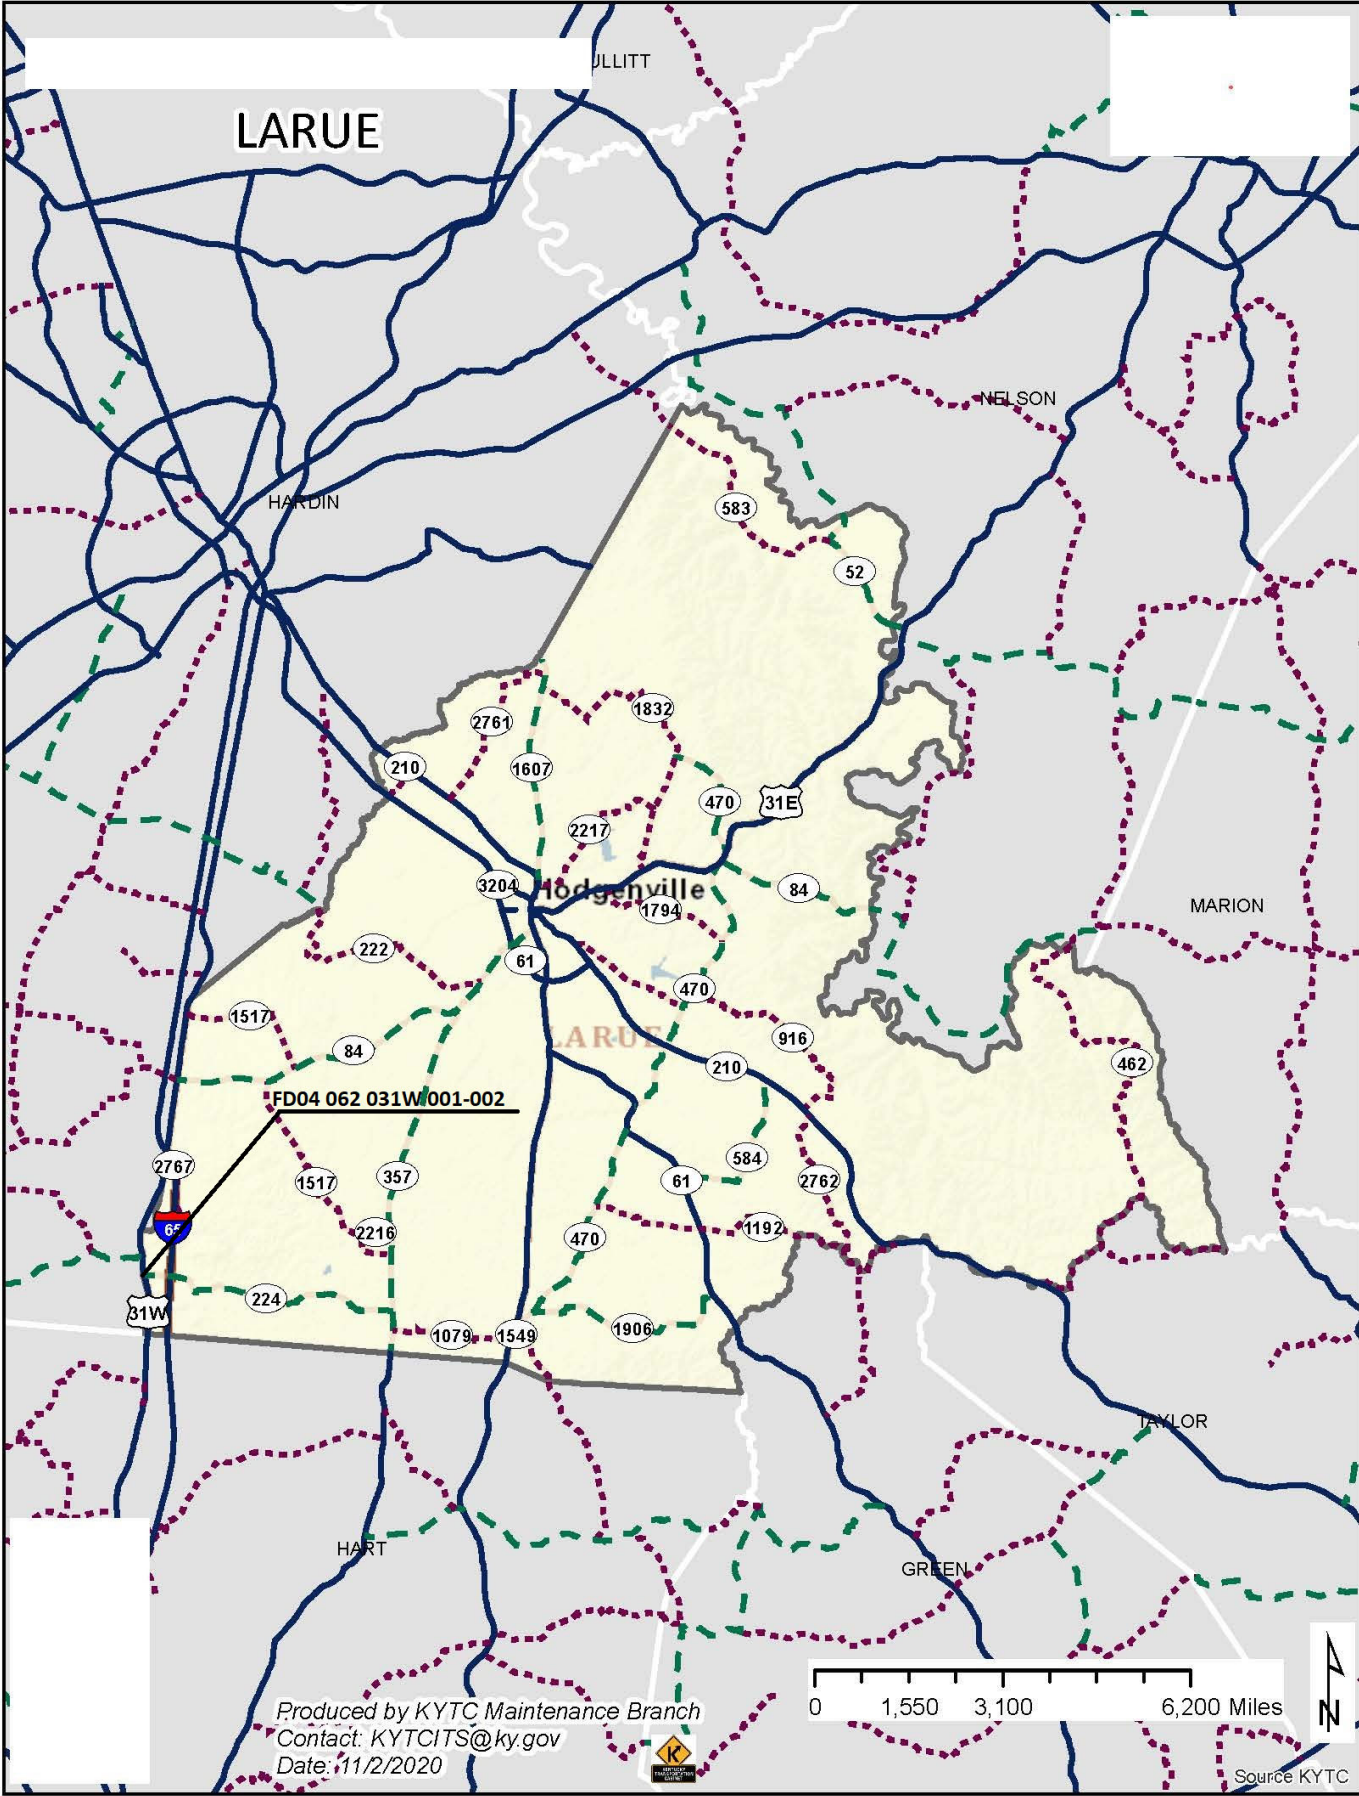 ULLITT
LARUE
NELSON
HARDIN
583
52
1832
2761
210
1607
470
31E
2217
3204
Hodgenville
84
1794
MARION
222
61
470
1517
LARUE
916
84
210
462
FD04 062 031W 001-002
2767
584
1517
357
61
2762
65
2216
1192
470
224
31W
1906
1079
1549
TAYLOR
HART
GREEN
0 1,550 3,100 6,200 Miles
N
Produced by KYTC Maintenance Branch
Contact: KYTCITS@ky.gov
Date: 11/2/2020
K
KENTUCKY
TRANSPORTATION
CABINET
Source KYTC